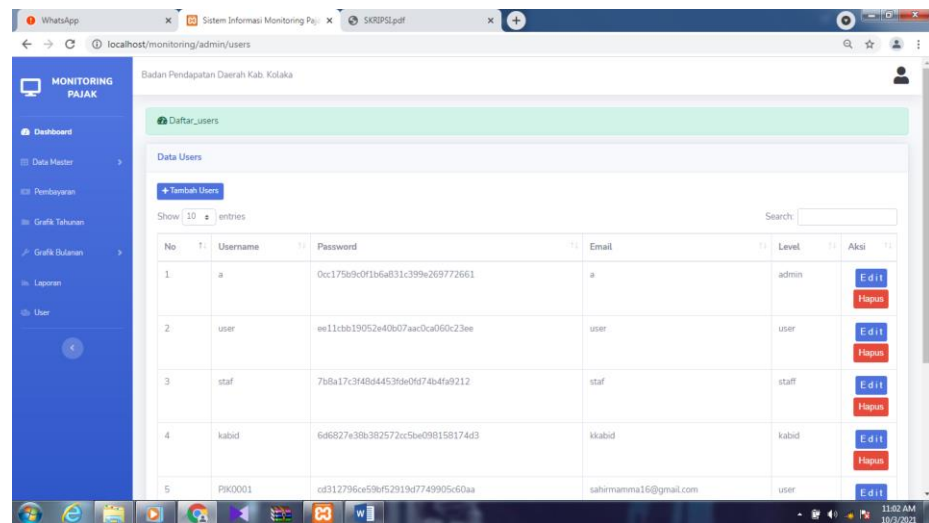 WhatsApp
Sistem Informasi Monitoring Paj
SKRIPSI.pdf
localhost/monitoring/admin/users
MONITORING
PAJAK
Badan Pendapatan Daerah Kab. Kolaka
Dashboard
Data Master
Pembayaran
Grafik Tahunan
Grafik Bulanan
Laporan
User
Daftar_users
Data Users
+Tambah Users
Show 10 entries
Search:
No Username Password Email Level Aksi
1 a 0cc175b9c0f1b6a831c399e269772661 a admin Edit
Hapus
2 user ee11cbb19052e40b07aac0ca060c23ee user user Edit
Hapus
3 staf 7b8a17c3f48d4453fde0fd74b4fa9212 staf staff Edit
Hapus
4 kabid 6d6827e38b382572cc5be098158174d3 kkabid kabid Edit
Hapus
5 PJK0001 cd312796ce59bf52919d7749905c60aa sahirmamma16@gmail.com user Edit
11:02 AM
10/3/2021